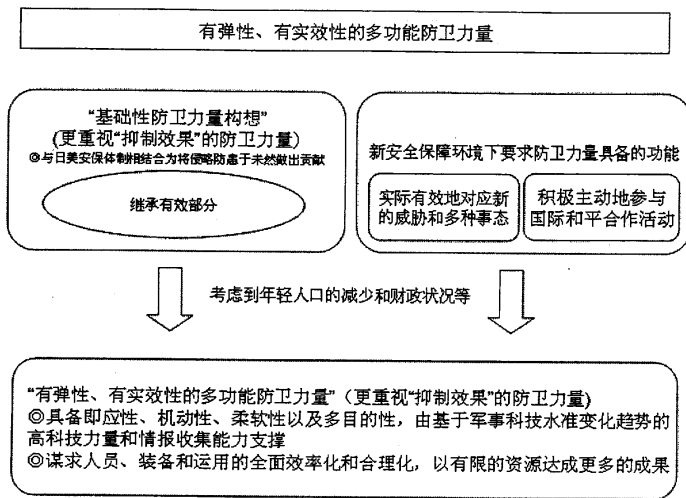 有弹性、有实效性的多功能防卫力量
“基础性防卫力量构想”
(更重视“抑制效果”的防卫力量)
◎与日美安保体制相结合为将侵略防患于未然做出贡献
继承有效部分
新安全保障环境下要求防卫力量具备的功能
实际有效地对应新
的威胁和多种事态
积极主动地参与
国际和平合作活动
考虑到年轻人口的减少和财政状况等
“有弹性、有实效性的多功能防卫力量”（更重视“抑制效果”的防卫力量)
◎具备即应性、机动性、柔软性以及多目的性，由基于军事科技水准变化趋势的
高科技力量和情报收集能力支撑
◎谋求人员、装备和运用的全面效率化和合理化，以有限的资源达成更多的成果